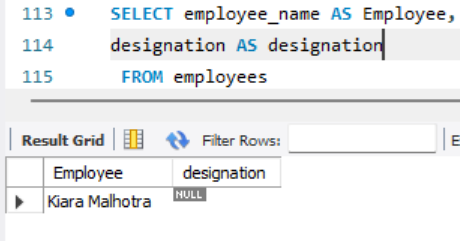 113 SELECT employee_name AS Employee,
114 designation AS designation
115 FROM employees
Result Grid Filter Rows: E
Employee designation
Kiara Malhotra NULL